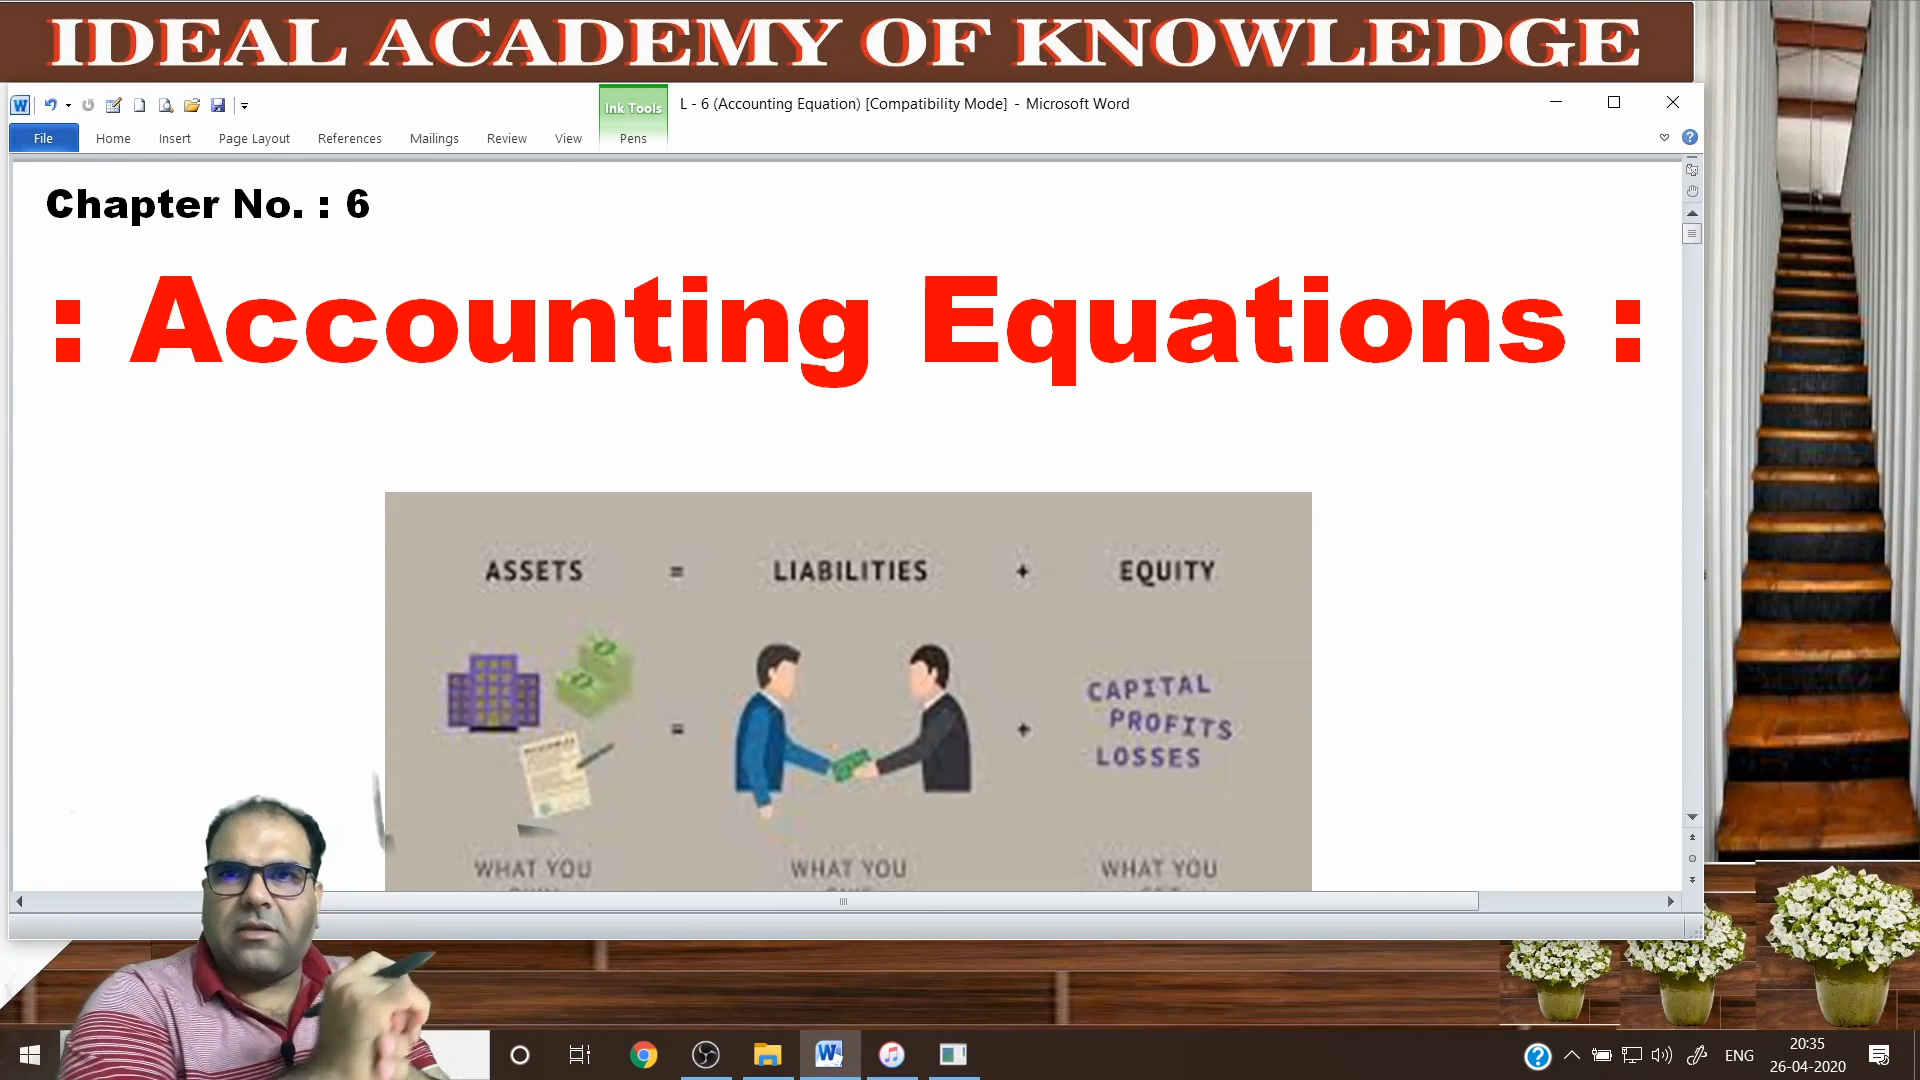 IDEAL ACADEMY OF KNOWLEDGE
Ink Tools
L - 6 (Accounting Equation) [Compatibility Mode] - Microsoft Word
File Home Insert Page Layout References Mailings Review View Pens
Chapter No. : 6
: Accounting Equations :
ASSETS = LIABILITIES + EQUITY
= +
CAPITAL
PROFITS
LOSSES
WHAT YOU WHAT YOU WHAT YOU
ENG
20:35
26-04-2020